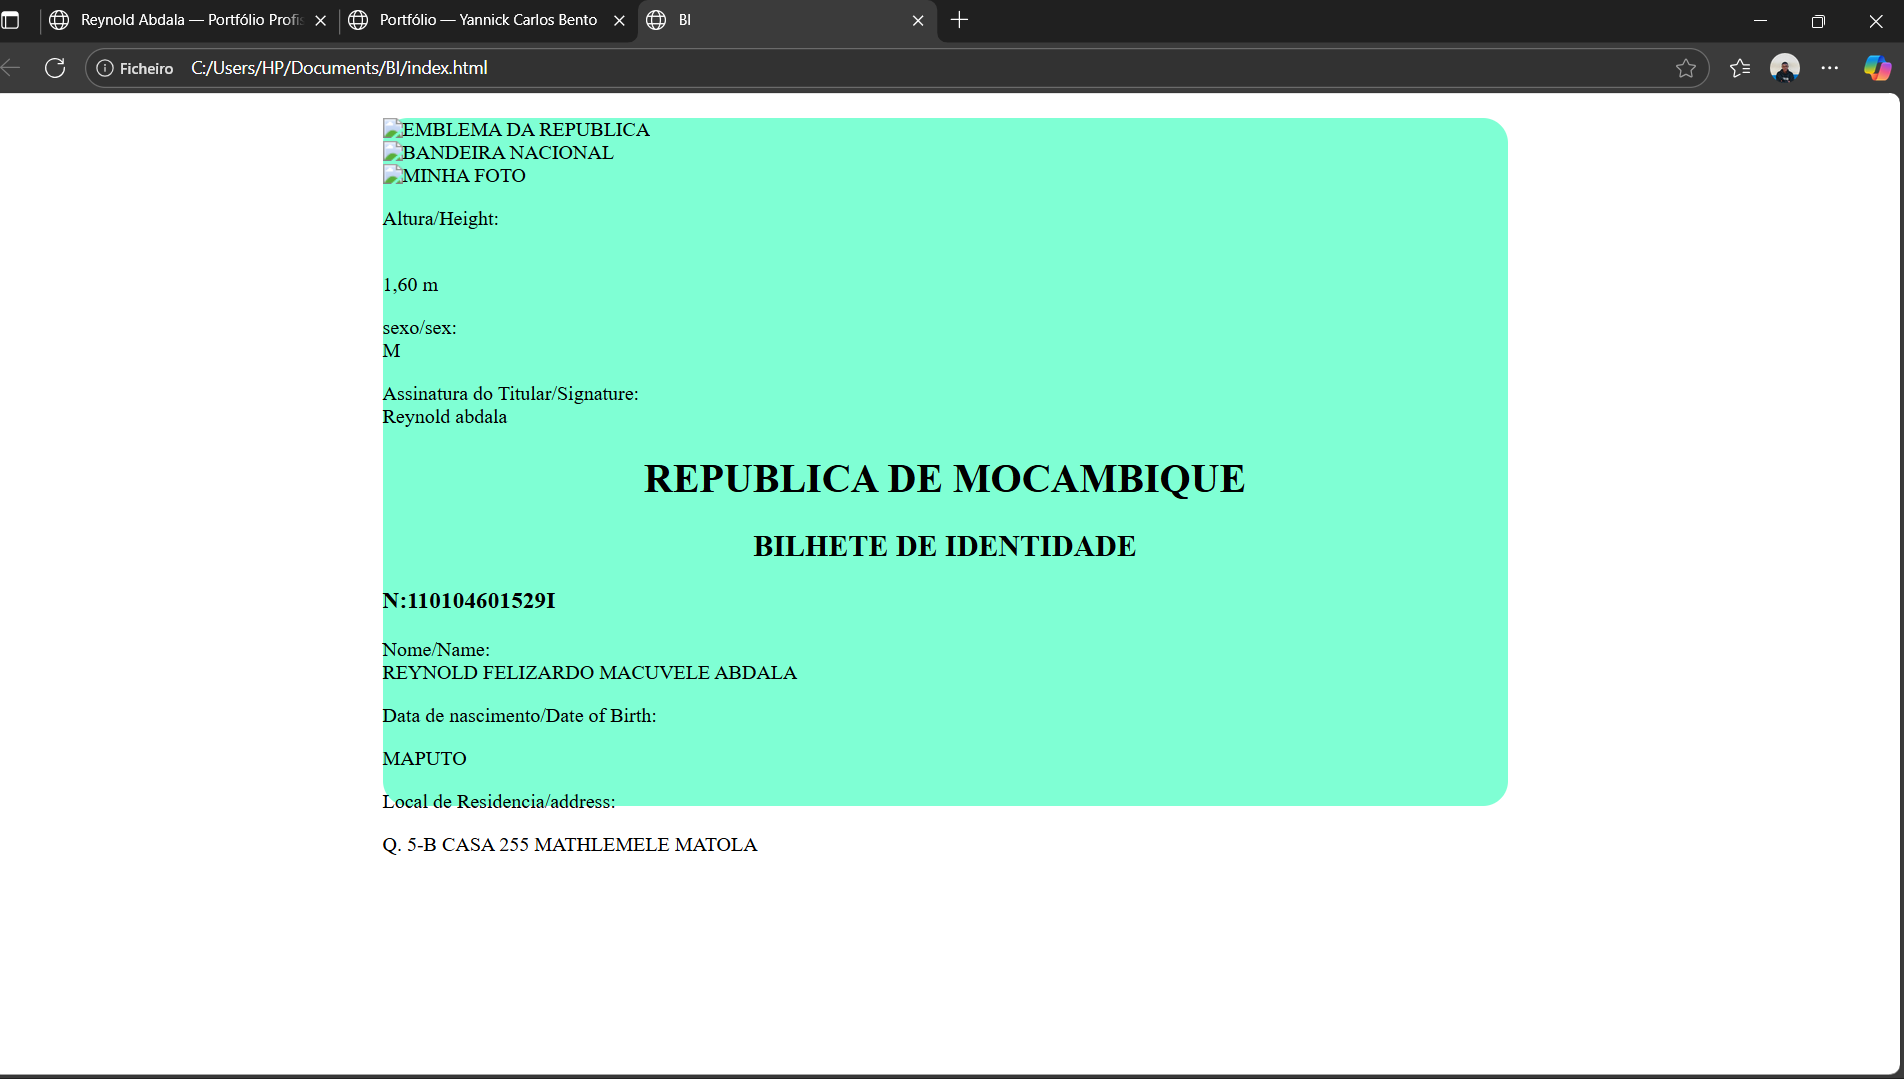 Reynold Abdala — Portfólio Profis
Portfólio — Yannick Carlos Bento
BI
Ficheiro
C:/Users/HP/Documents/BI/index.html
EMBLEMA DA REPUBLICA
BANDEIRA NACIONAL
MINHA FOTO
Altura/Height:
1,60 m
sexo/sex:
M
Assinatura do Titular/Signature:
Reynold abdala
REPUBLICA DE MOCAMBIQUE
BILHETE DE IDENTIDADE
N:110104601529I
Nome/Name:
REYNOLD FELIZARDO MACUVELE ABDALA
Data de nascimento/Date of Birth:
MAPUTO
Local de Residencia/address:
Q. 5-B CASA 255 MATHLEMELE MATOLA